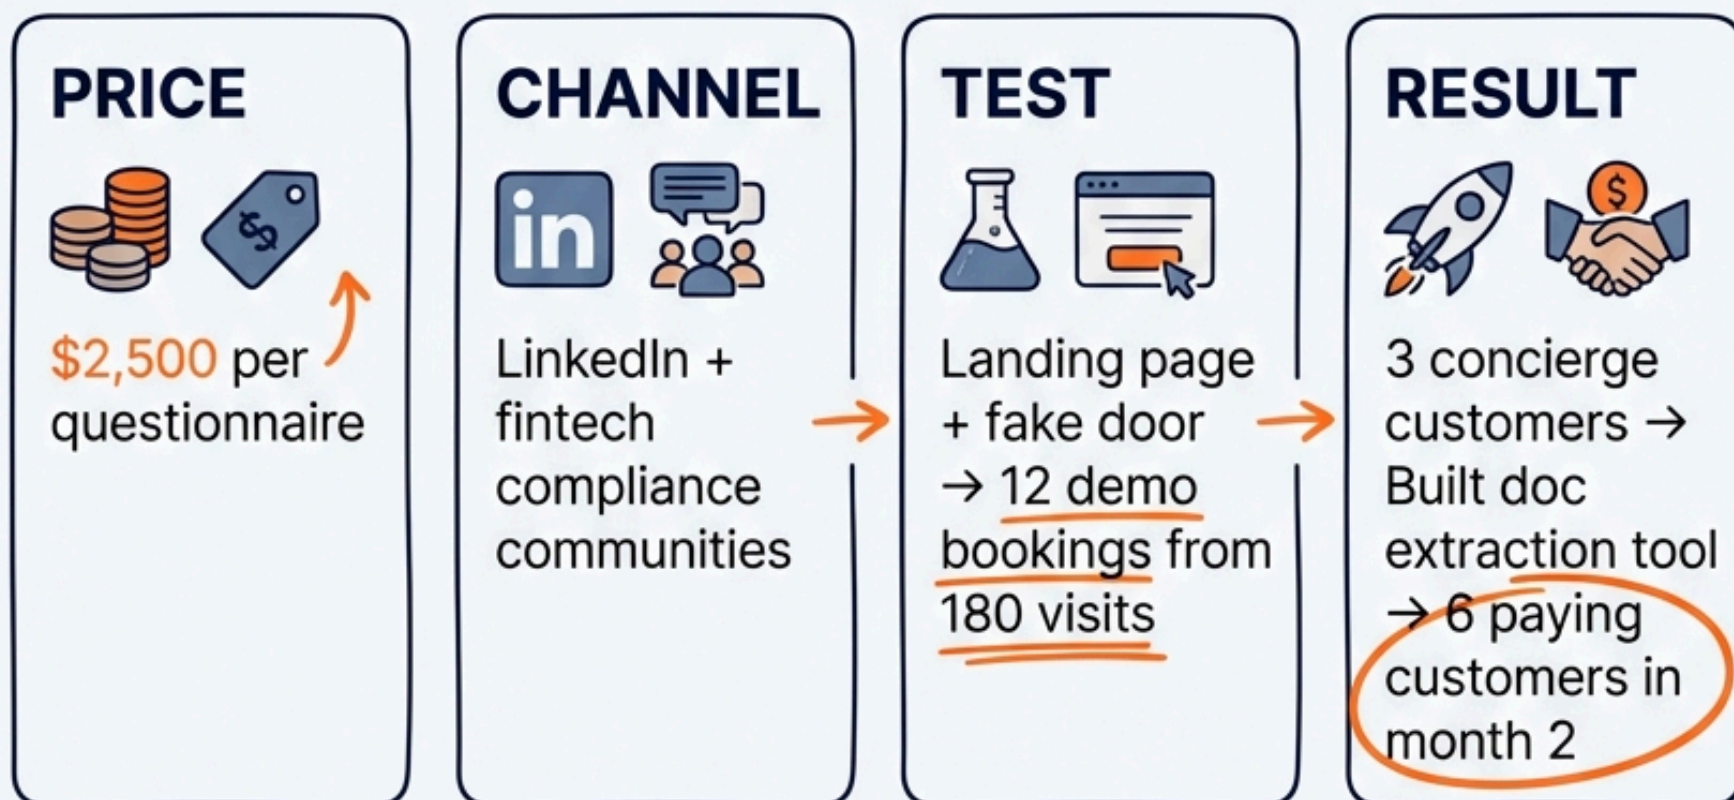 PRICE
$
$2,500 per
questionnaire
CHANNEL
in
LinkedIn +
fintech
compliance
communities
TEST
Landing page
+ fake door
→ 12 demo
bookings from
180 visits
RESULT
$
3 concierge
customers →
Built doc
extraction tool
→ 6 paying
customers in
month 2